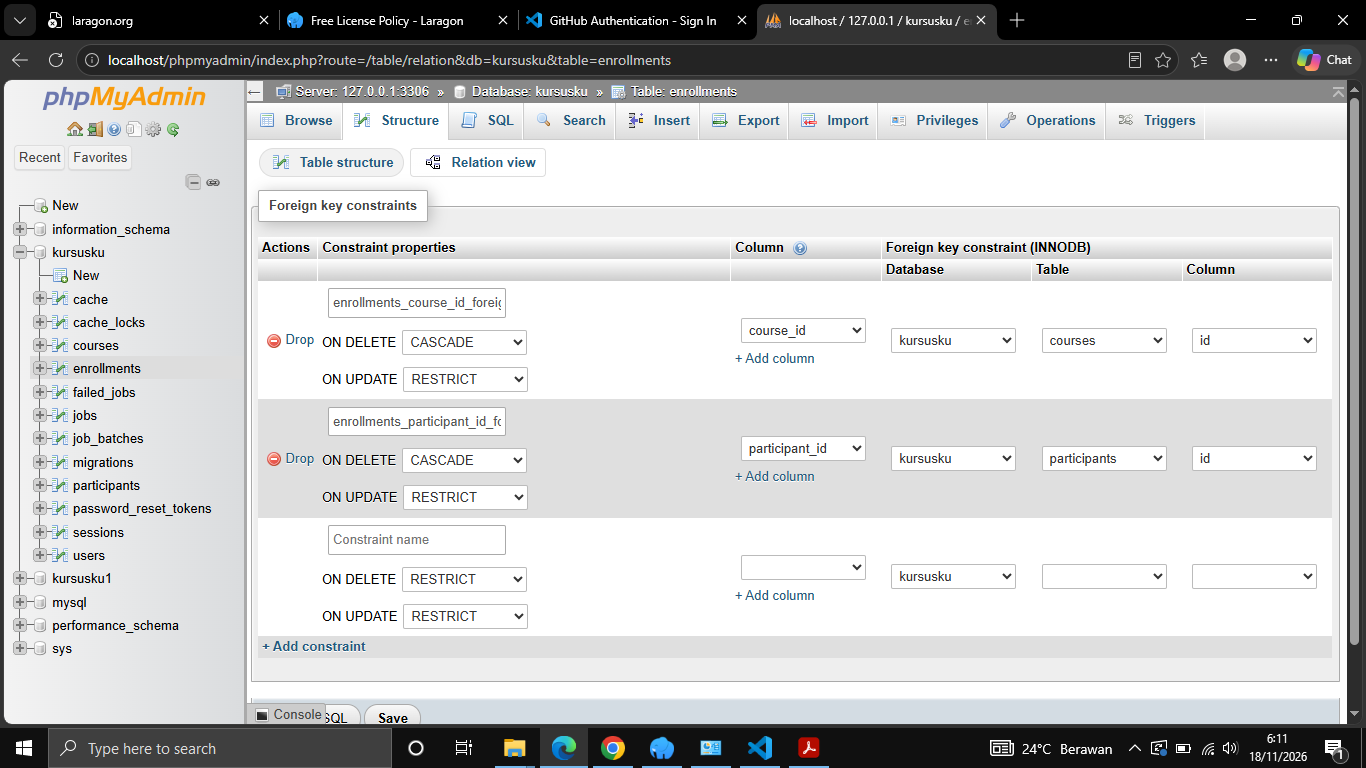 laragon.org
Free License Policy - Laragon
GitHub Authentication - Sign In
localhost / 127.0.0.1 / kursusku / e
localhost/phpmyadmin/index.php?route=/table/relation&db=kursusku&table=enrollments
Chat
phpMyAdmin
Recent
Favorites
New
information_schema
kursusku
New
cache
cache_locks
courses
enrollments
failed_jobs
jobs
job_batches
migrations
participants
password_reset_tokens
sessions
users
kursusku1
mysql
performance_schema
sys
Server: 127.0.0.1:3306 » Database: kursusku » Table: enrollments
Browse Structure SQL Search Insert Export Import Privileges Operations Triggers
Table structure Relation view
Foreign key constraints
Actions Constraint properties Column Foreign key constraint (INNODB)
Database Table Column
enrollments_course_id_foreig
Drop ON DELETE CASCADE course_id kursusku courses id
+ Add column
ON UPDATE RESTRICT
enrollments_participant_id_fo
Drop ON DELETE CASCADE participant_id kursusku participants id
+ Add column
ON UPDATE RESTRICT
Constraint name
ON DELETE RESTRICT kursusku
+ Add column
ON UPDATE RESTRICT
+ Add constraint
Console SQL Save
Type here to search
24°C Berawan
6:11
18/11/2026
1